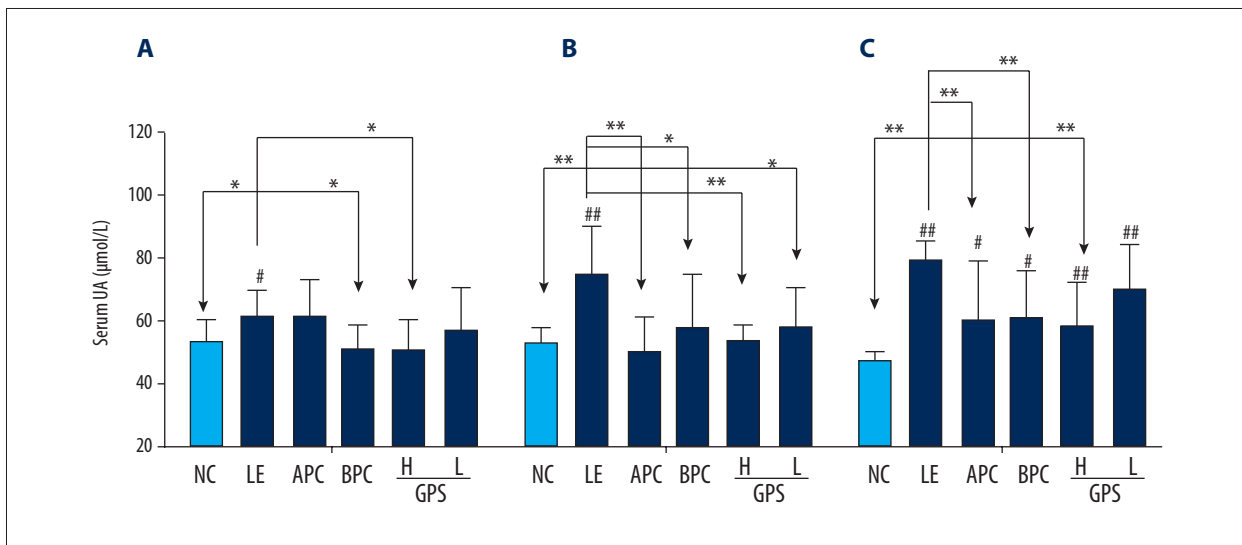 A B C
** 
**
* ** *
** * ** **
* * **
120
100
80
60
40
20
Serum UA (µmol/L)
# ## ## # # ## ##
NC LE APC BPC H L NC LE APC BPC H L NC LE APC BPC H L
GPS GPS GPS